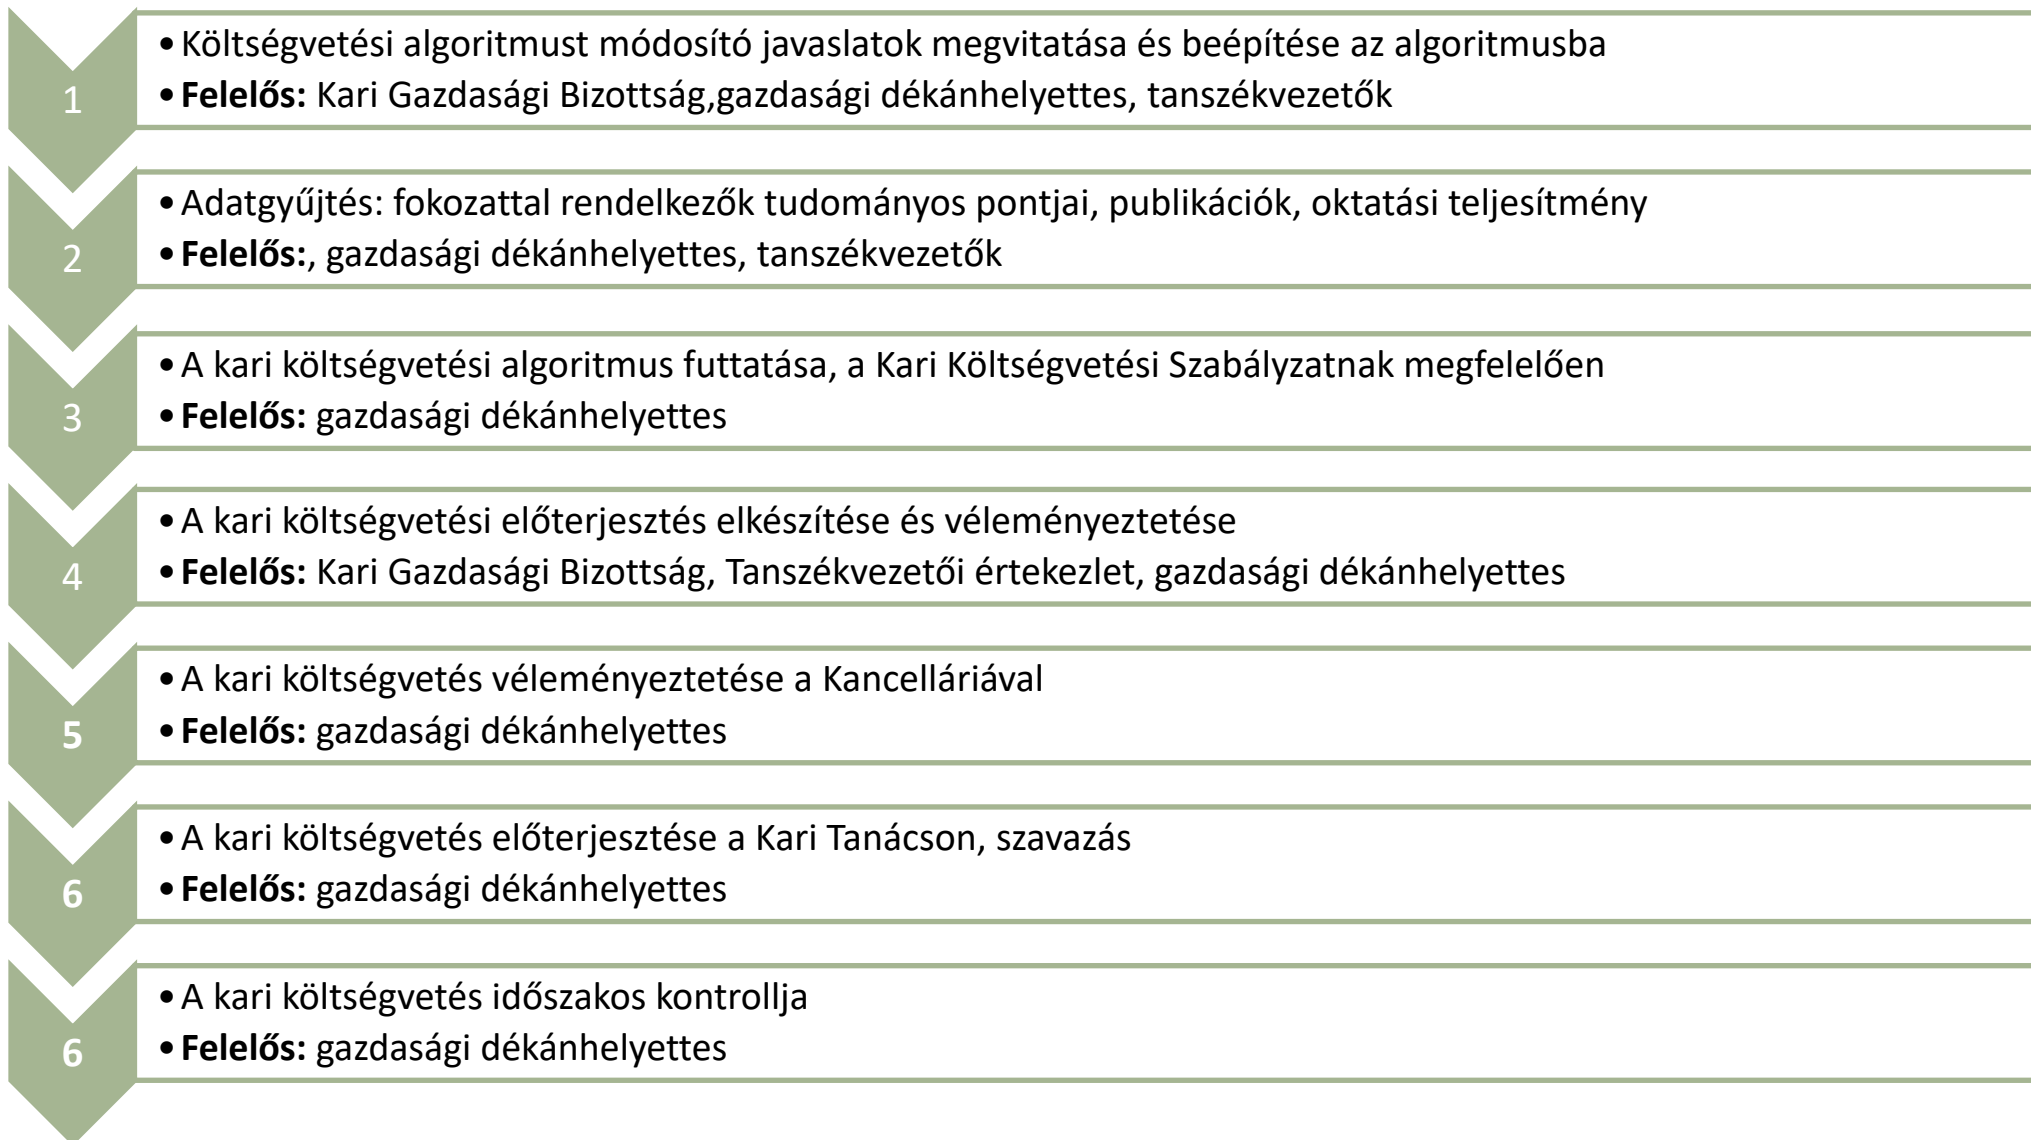 1
•Költségvetési algoritmust módosító javaslatok megvitatása és beépítése az algoritmusba
•Felelős: Kari Gazdasági Bizottság,gazdasági dékánhelyettes, tanszékvezetők
2
•Adatgyűjtés: fokozattal rendelkezők tudományos pontjai, publikációk, oktatási teljesítmény
•Felelős:, gazdasági dékánhelyettes, tanszékvezetők
3
•A kari költségvetési algoritmus futtatása, a Kari Költségvetési Szabályzatnak megfelelően
•Felelős: gazdasági dékánhelyettes
4
•A kari költségvetési előterjesztés elkészítése és véleményeztetése
•Felelős: Kari Gazdasági Bizottság, Tanszékvezetői értekezlet, gazdasági dékánhelyettes
5
•A kari költségvetés véleményeztetése a Kancelláriával
•Felelős: gazdasági dékánhelyettes
6
•A kari költségvetés előterjesztése a Kari Tanácson, szavazás
•Felelős: gazdasági dékánhelyettes
6
•A kari költségvetés időszakos kontrollja
•Felelős: gazdasági dékánhelyettes